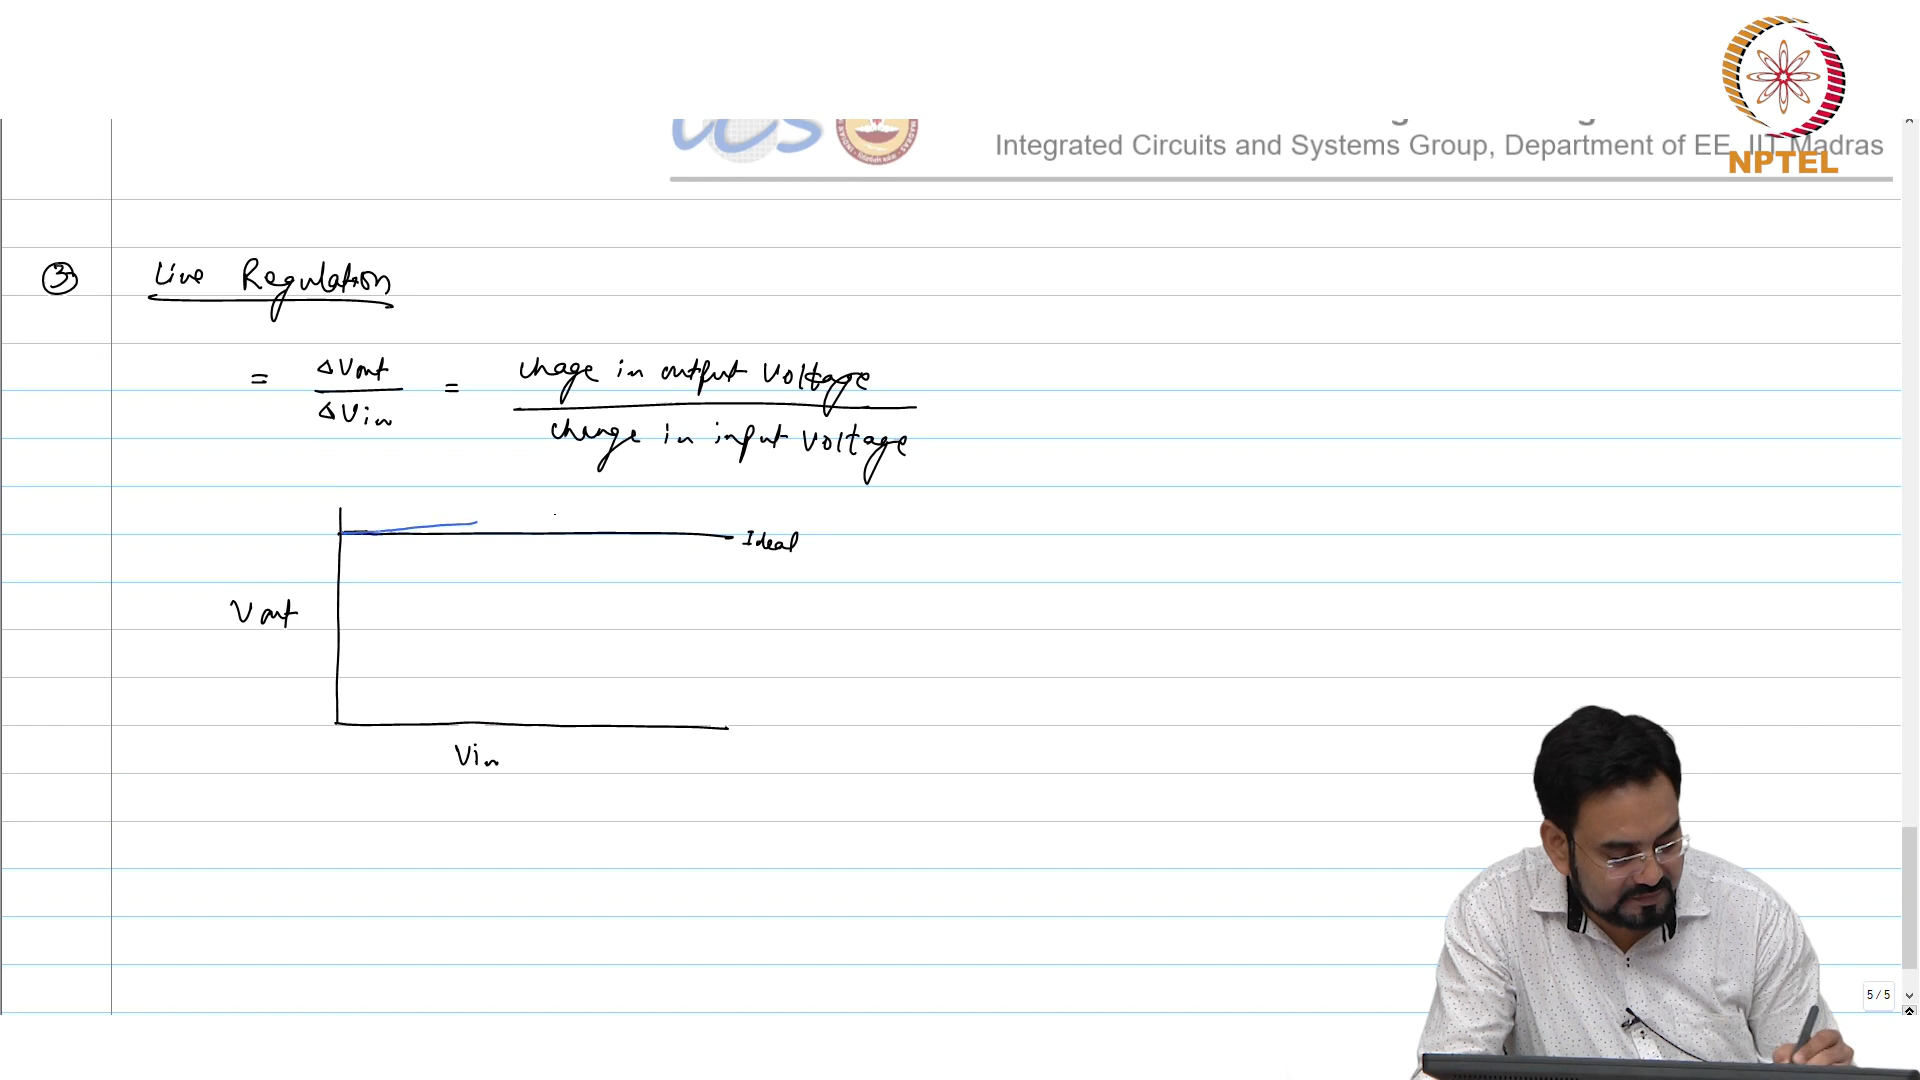 Integrated Circuits and Systems Group, Department of EE, IIT Madras
NPTEL
③ Line Regulation
= ΔVout / ΔVin = chage in output Voltage / change in input Voltage
Ideal
Vout
Vin
5 / 5